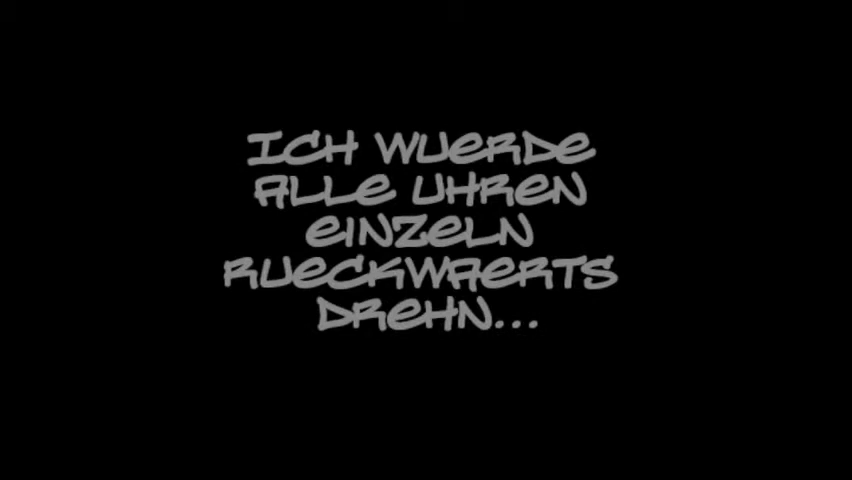 ICH WUERDE
ALLE UHREN
EINZELN
RUECKWAERTS
DREHN...